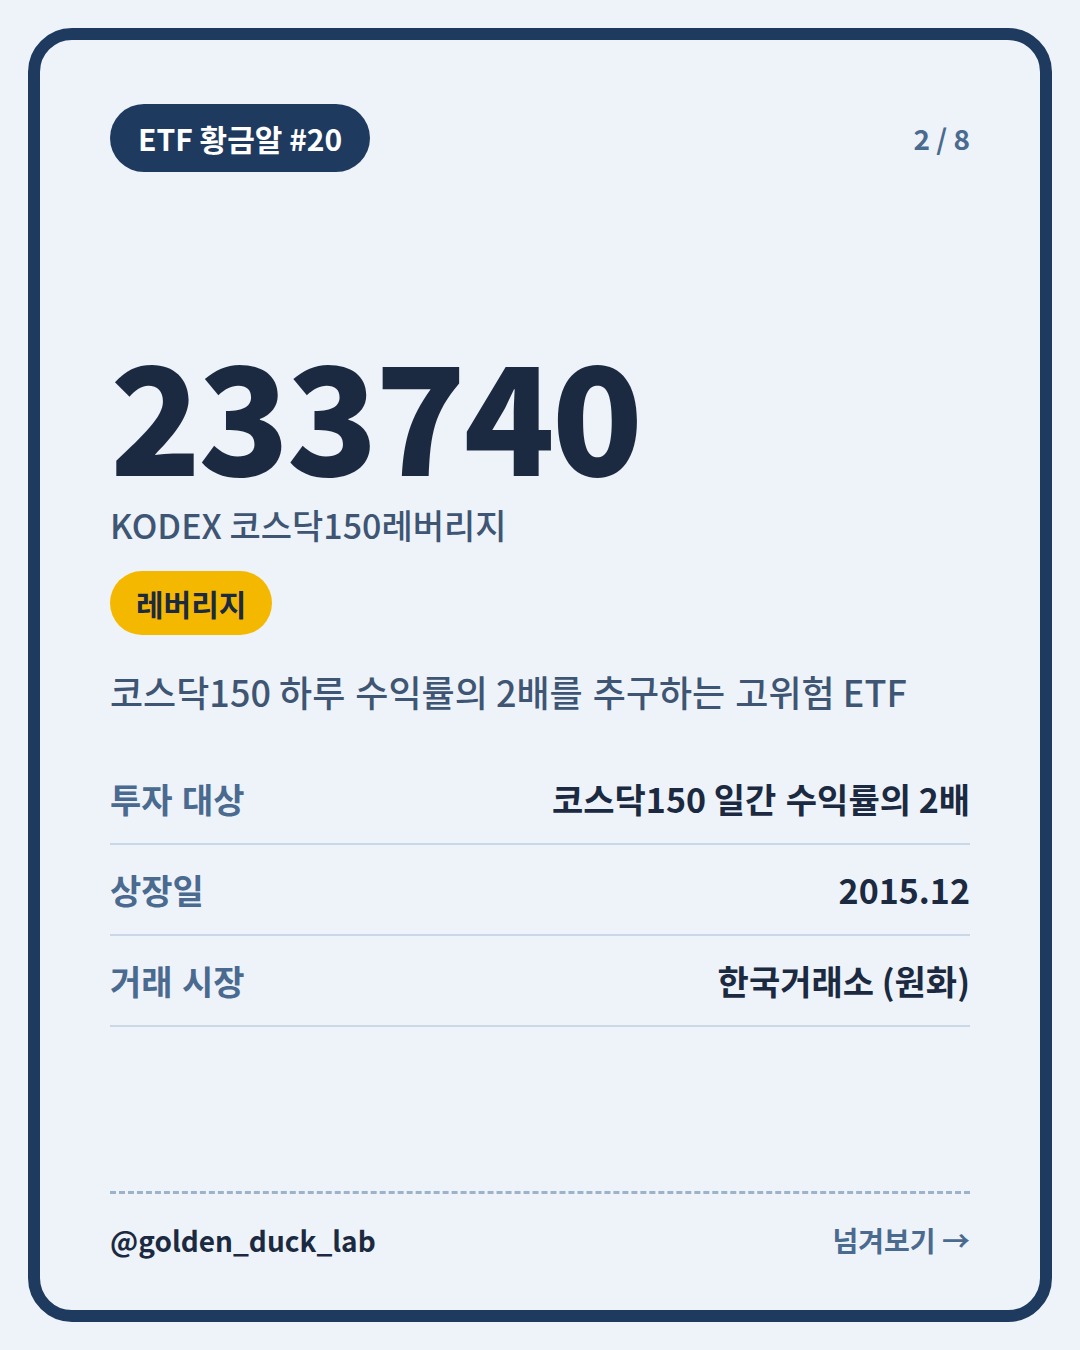 ETF 황금알 #20
2 / 8
233740
KODEX 코스닥150레버리지
레버리지
코스닥150 하루 수익률의 2배를 추구하는 고위험 ETF
투자 대상
코스닥150 일간 수익률의 2배
상장일
2015.12
거래 시장
한국거래소 (원화)
@golden_duck_lab
넘겨보기 →